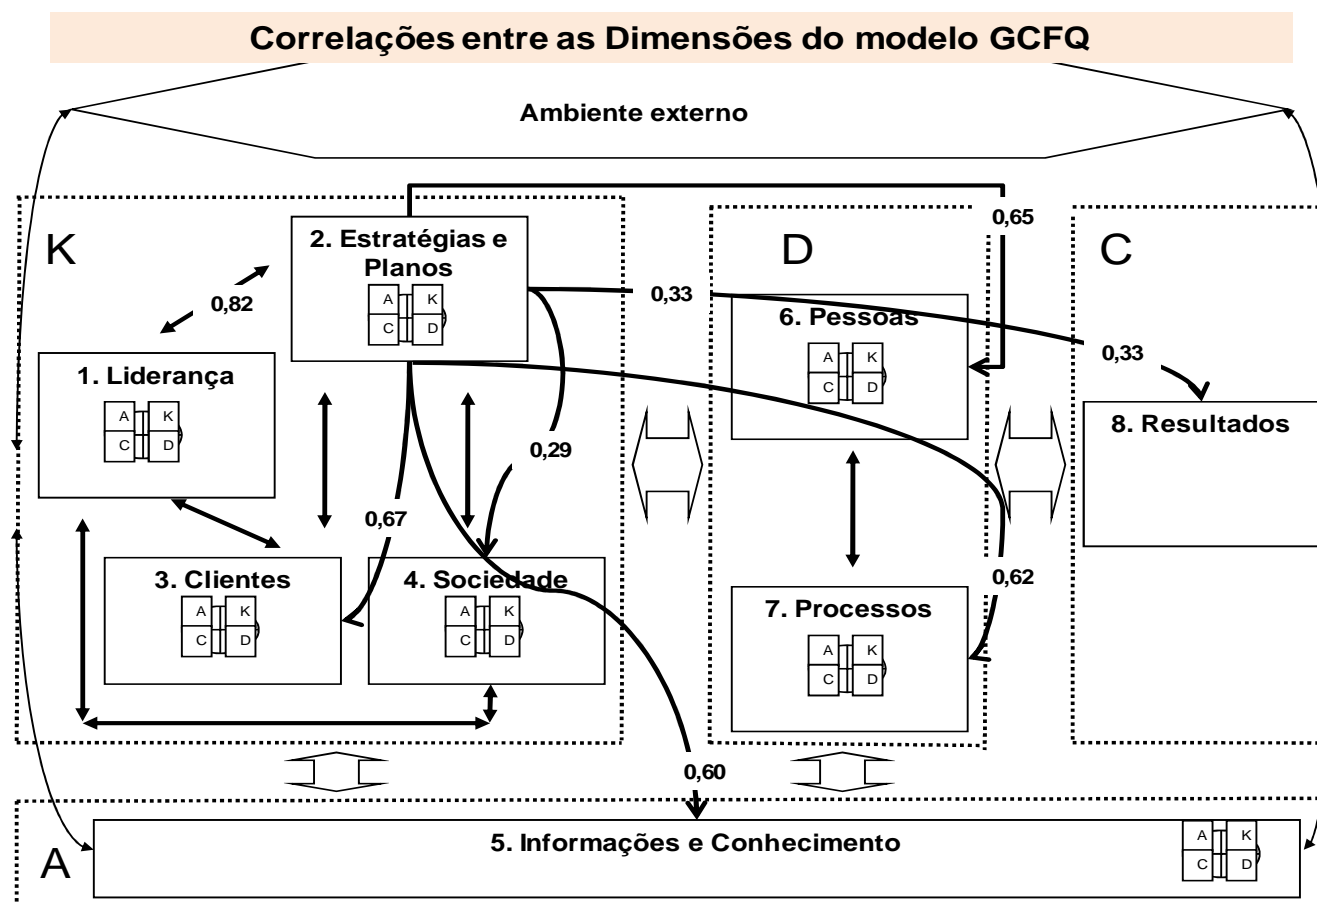 Correlações entre as Dimensões do modelo GCFQ
Ambiente externo
K
2. Estratégias e
Planos
A K
C D
0,82
1. Liderança
A K
C D
0,29
0,67
3. Clientes
A K
C D
4. Sociedade
A K
C D
0,33
0,65
D
6. Pessoas
A K
C D
7. Processos
A K
C D
0,62
C
0,33
8. Resultados
0,60
A
5. Informações e Conhecimento
A K
C D